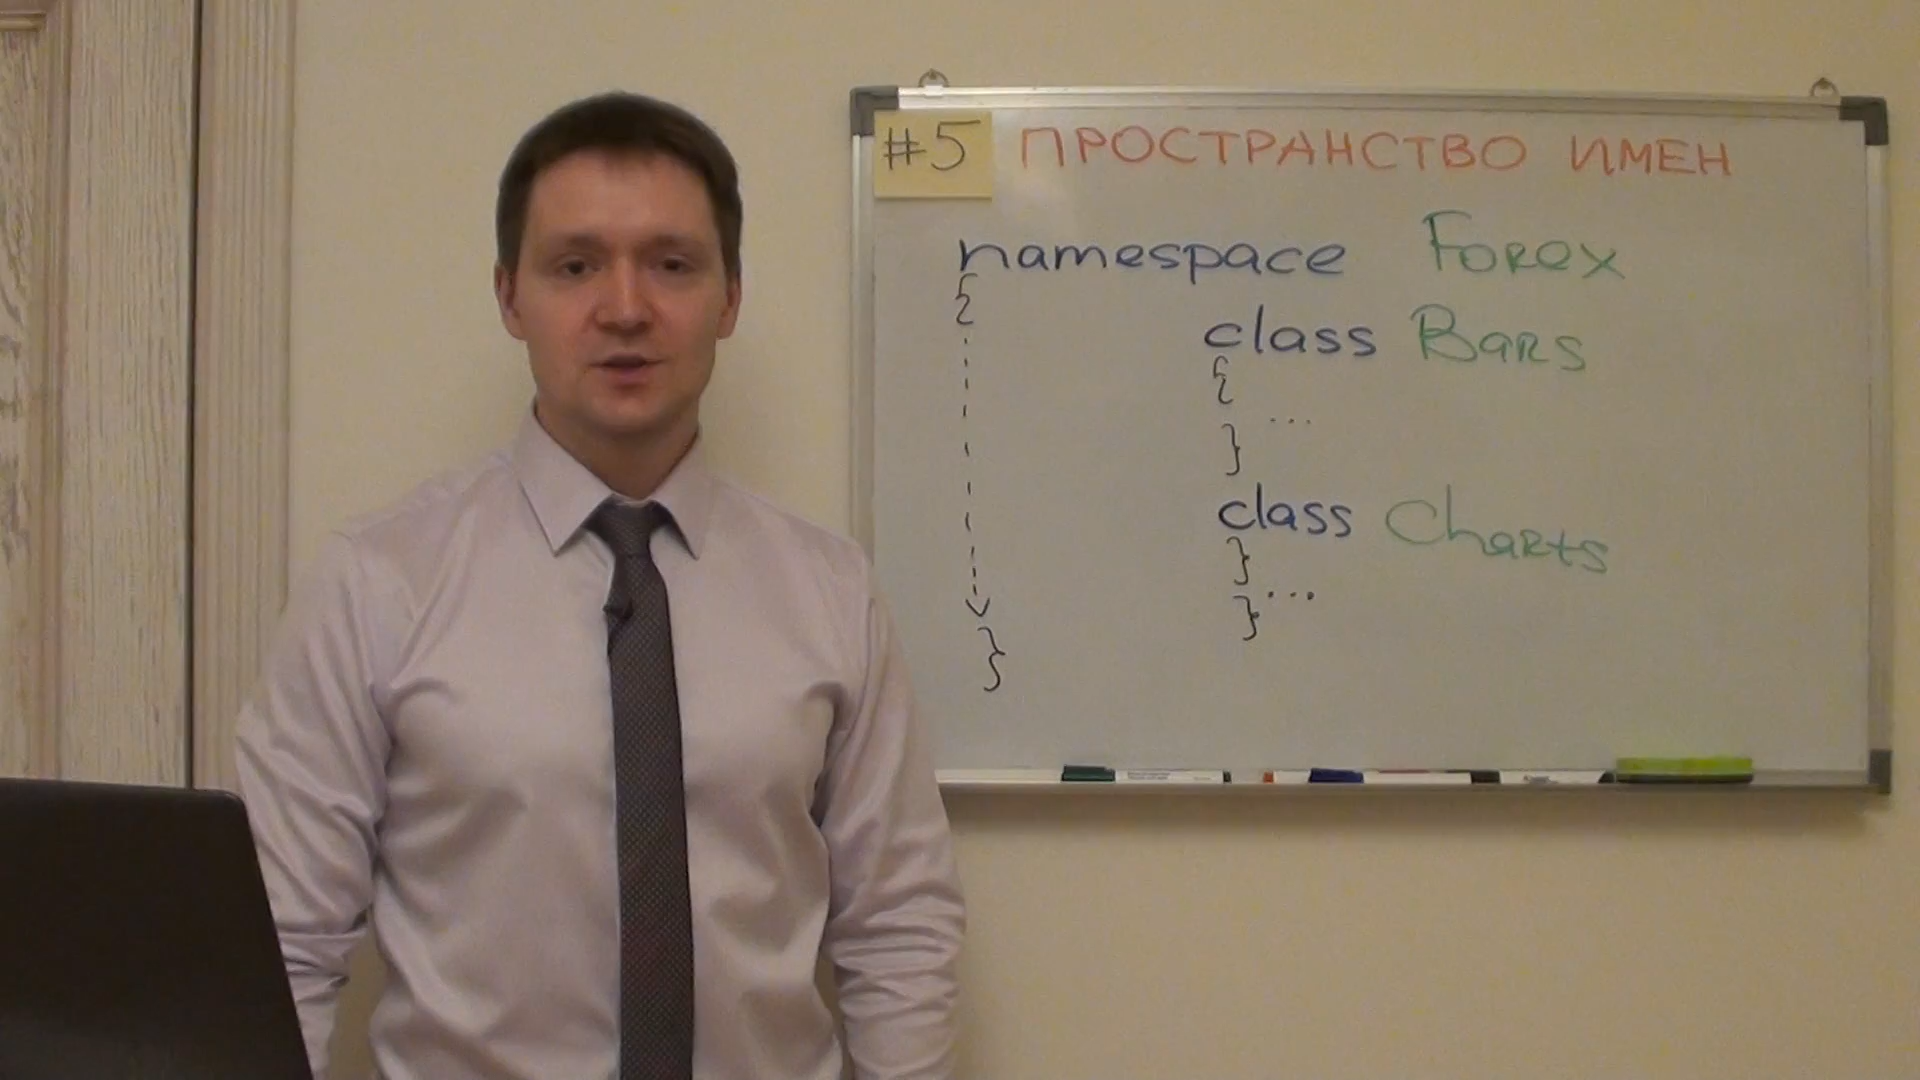 #5 ПРОСТРАНСТВО ИМЕН
namespace Forex
{
class Bars
{
...
}
class Charts
}
...
}
}